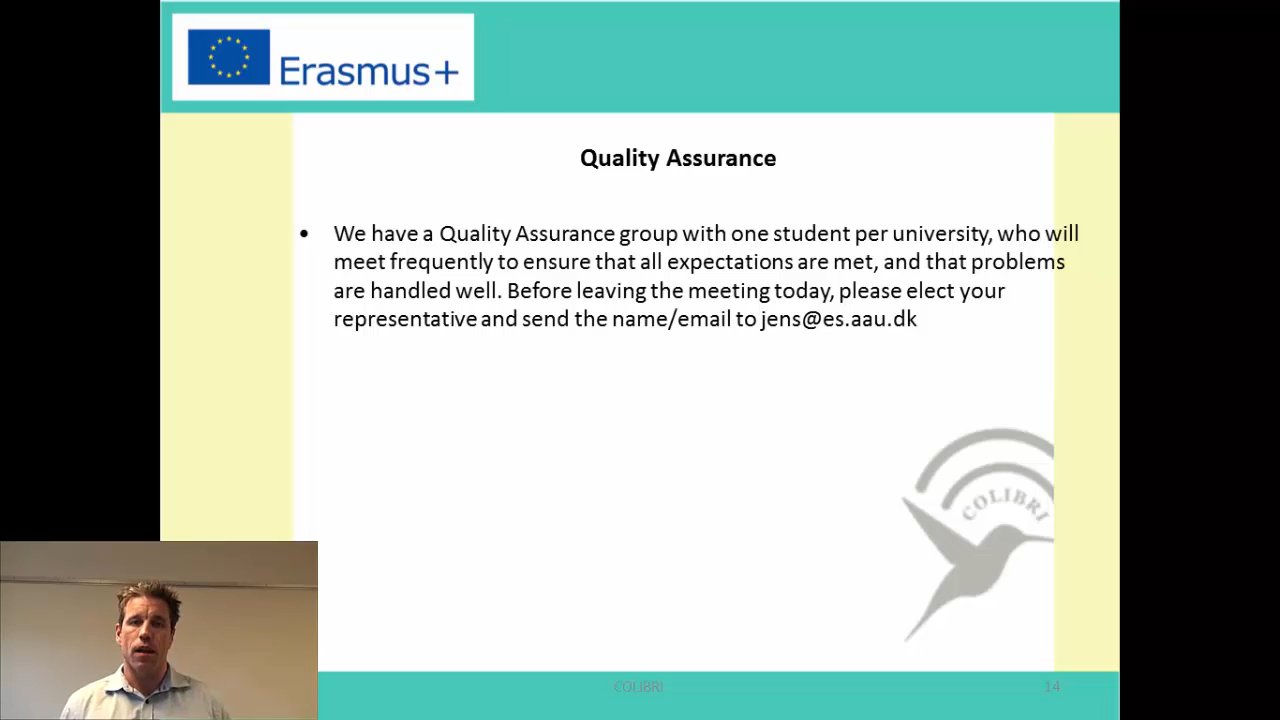 Erasmus+
Quality Assurance
• We have a Quality Assurance group with one student per university, who will
meet frequently to ensure that all expectations are met, and that problems
are handled well. Before leaving the meeting today, please elect your
representative and send the name/email to jens@es.aau.dk
COLIBRI
COLIBRI
14